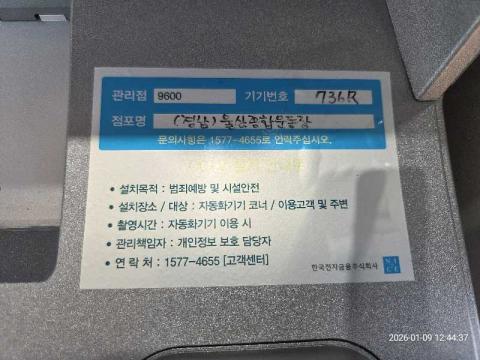 관리점 9600 기기번호 736R
점포명 (경남)울산종합운동장
문의사항은 1577-4655로 연락주십시오.
• 설치목적 : 범죄예방 및 시설안전
• 설치장소 / 대상 : 자동화기기 코너 / 이용고객 및 주변
• 촬영시간 : 자동화기기 이용 시
• 관리책임자 : 개인정보 보호 담당자
• 연 락 처 : 1577-4655 [고객센터]
한국전자금융주식회사 NICE
2026-01-09 12:44:37